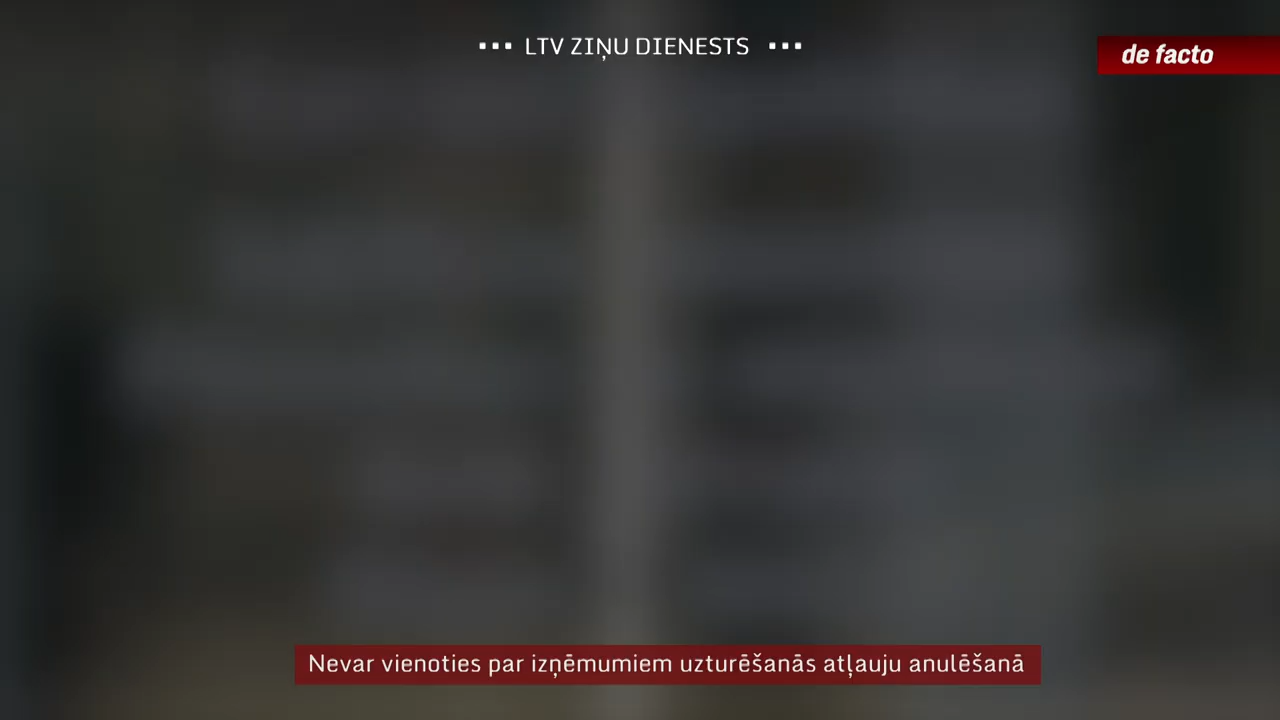 LTV ZIŅU DIENESTS
de facto
Nevar vienoties par izņēmumiem uzturēšanās atļauju anulēšanā